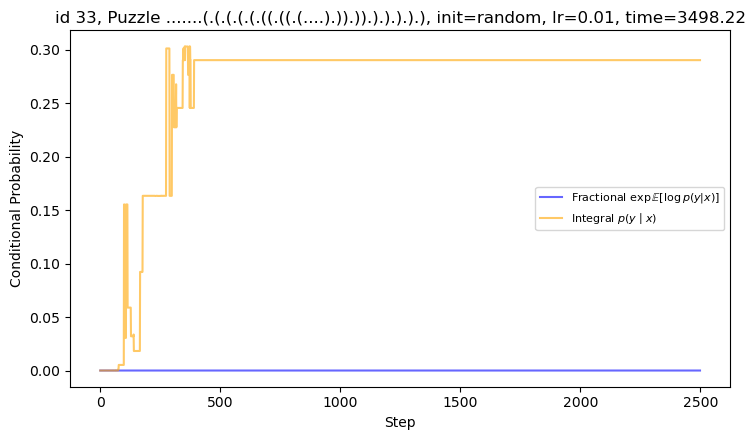 id 33, Puzzle .......(.(.(.(.(.((.((.(....).)).)).).).).).), init=random, lr=0.01, time=3498.22
0.30
0.25
0.20
0.15
0.10
0.05
0.00
Conditional Probability
Fractional exp𝔼[log p(y|x)]
Integral p(y | x)
0 500 1000 1500 2000 2500
Step